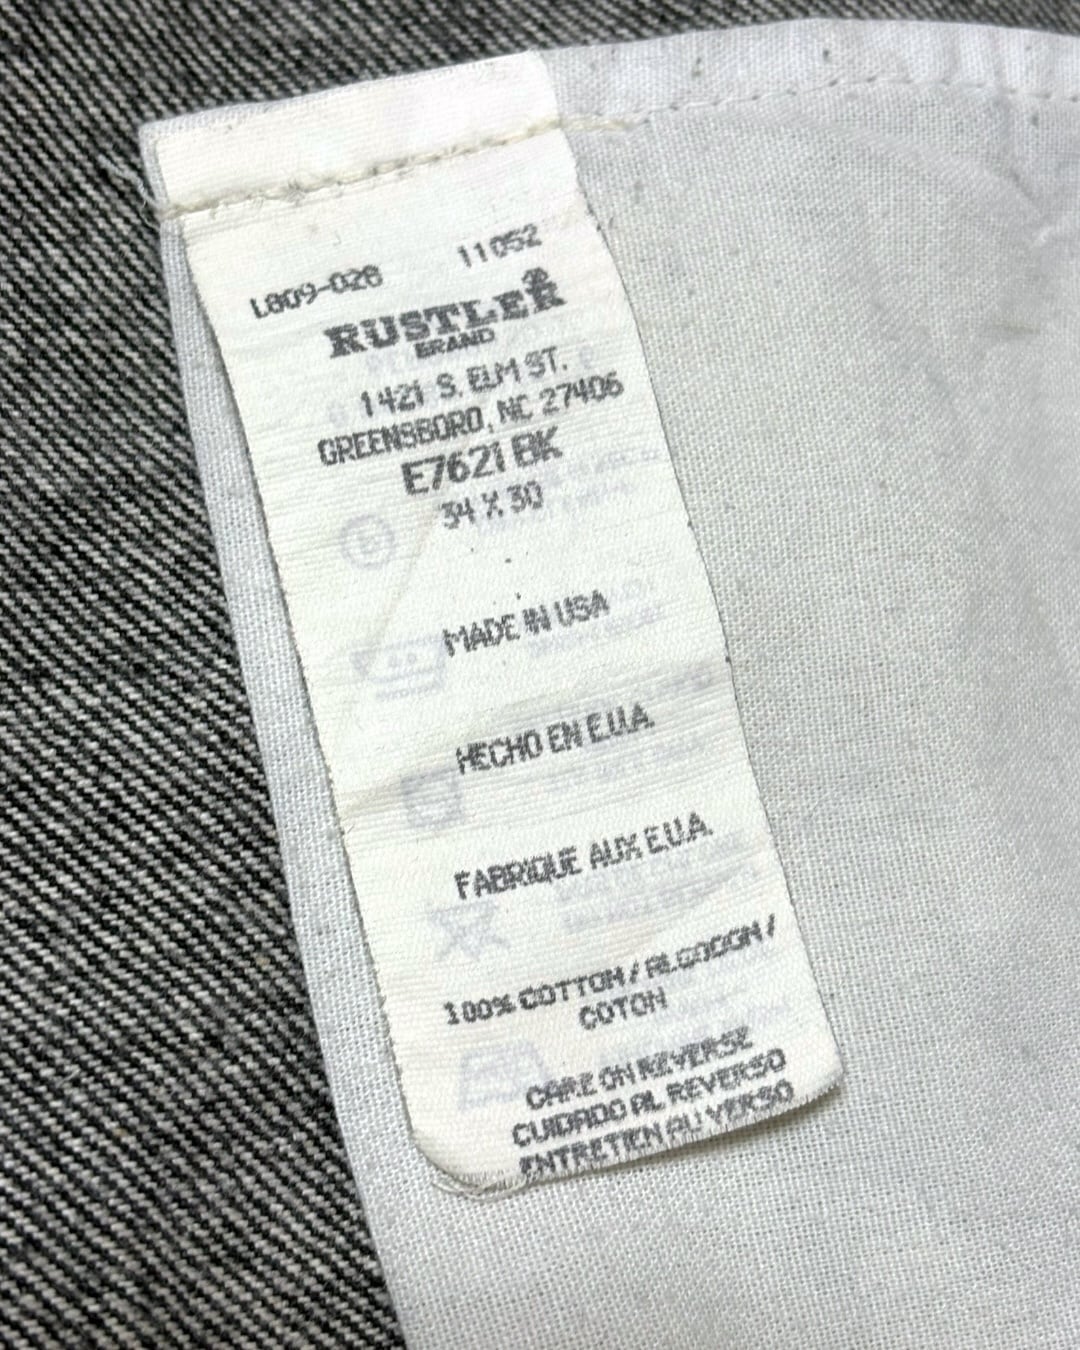 L809-028 11052
RUSTLER
BRAND
1421 S. ELM ST.
GREENSBORO, NC 27406
E7621 BK
34 X 30
MADE IN USA
HECHO EN E.U.A.
FABRIQUE AUX E.U.A.
100% COTTON / ALGODON /
COTON
CARE ON REVERSE
CUIDADO AL REVERSO
ENTRETIEN AU VERSO